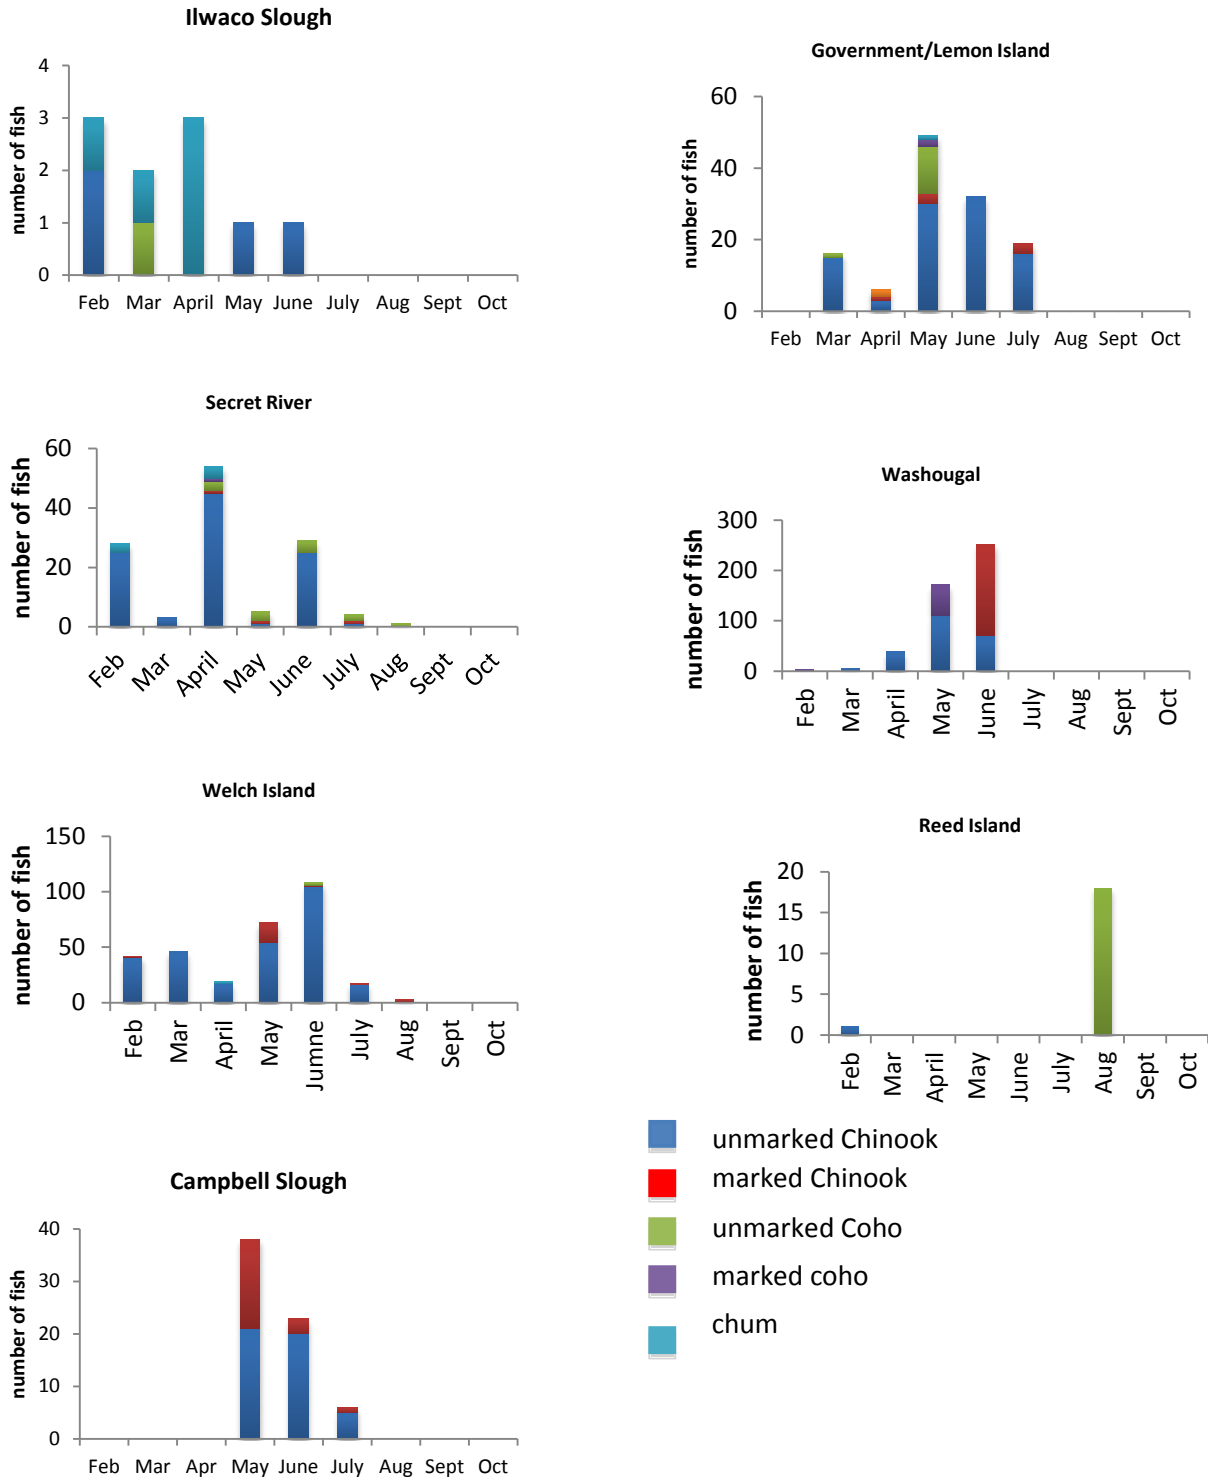 Ilwaco Slough
number of fish
4
3
2
1
0
Feb Mar April May June July Aug Sept Oct
Government/Lemon Island
number of fish
60
40
20
0
Feb Mar April May June July Aug Sept Oct
Secret River
number of fish
60
40
20
0
Feb Mar April May June July Aug Sept Oct
Washougal
number of fish
300
200
100
0
Feb Mar April May June July Aug Sept Oct
Welch Island
number of fish
150
100
50
0
Feb Mar April May Jumne July Aug Sept Oct
Reed Island
number of fish
20
15
10
5
0
Feb Mar April May June July Aug Sept Oct
Campbell Slough
number of fish
40
30
20
10
0
Feb Mar Apr May June July Aug Sept Oct
unmarked Chinook
marked Chinook
unmarked Coho
marked coho
chum